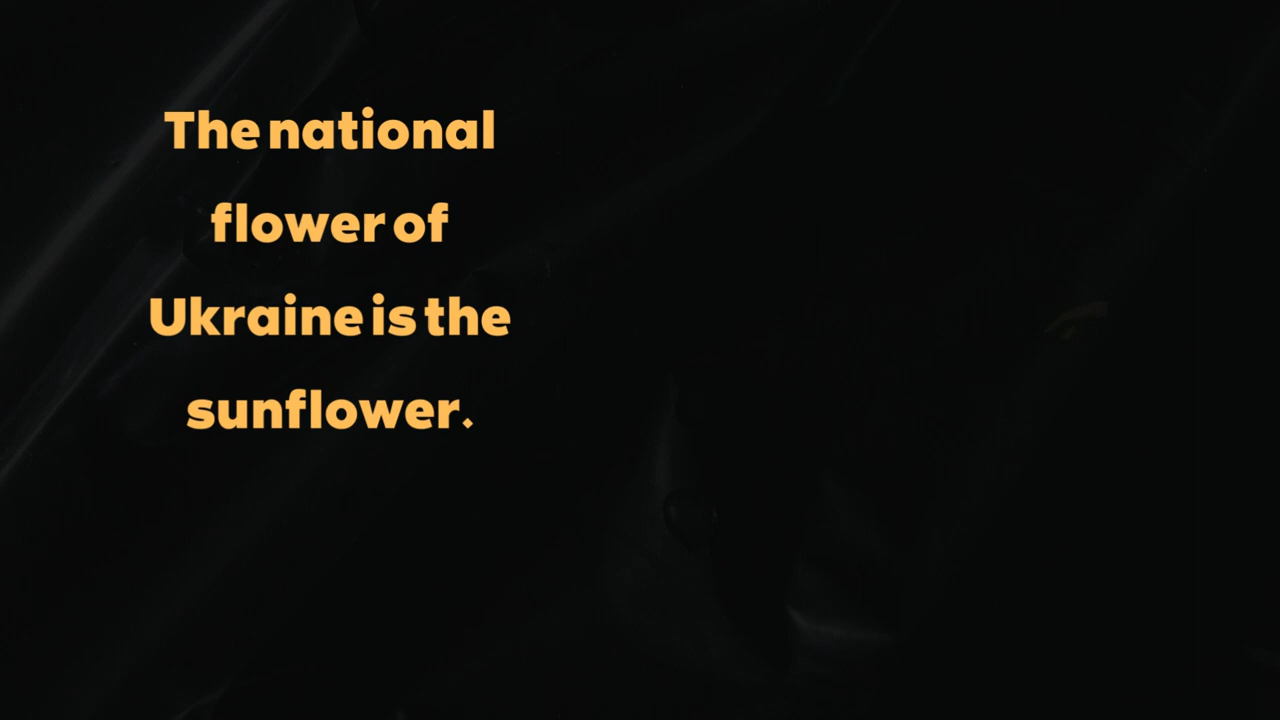 The national
flower of
Ukraine is the
sunflower.